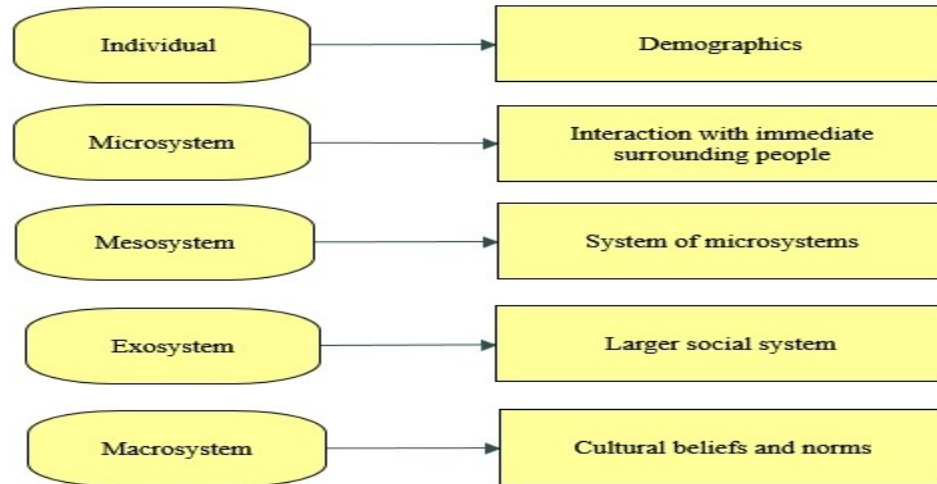 Individual
Demographics
Microsystem
Interaction with immediate
surrounding people
Mesosystem
System of microsystems
Exosystem
Larger social system
Macrosystem
Cultural beliefs and norms